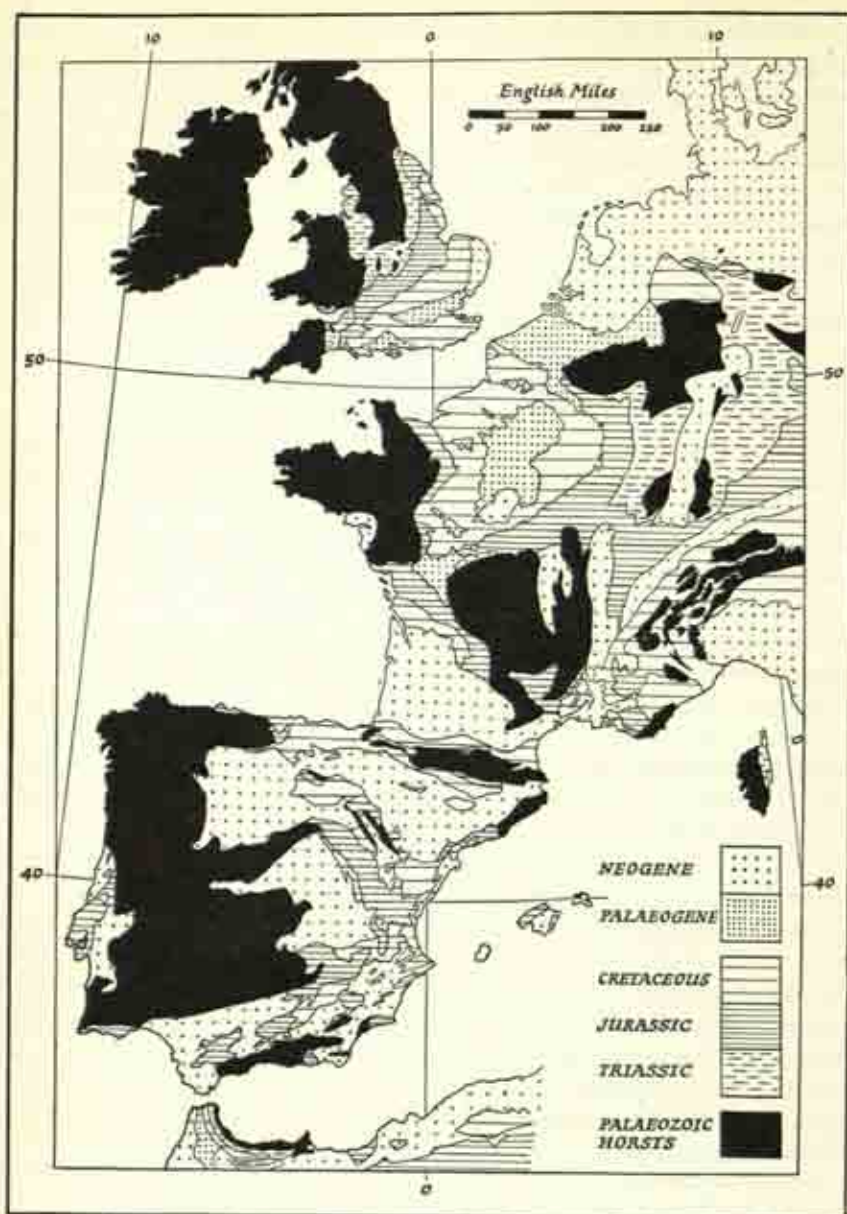 10 0 10
English Miles
0 50 100 200 250
50 50
40 40
NEOGENE
PALAEOGENE
CRETACEOUS
JURASSIC
TRIASSIC
PALAEOZOIC
HORSTS
0